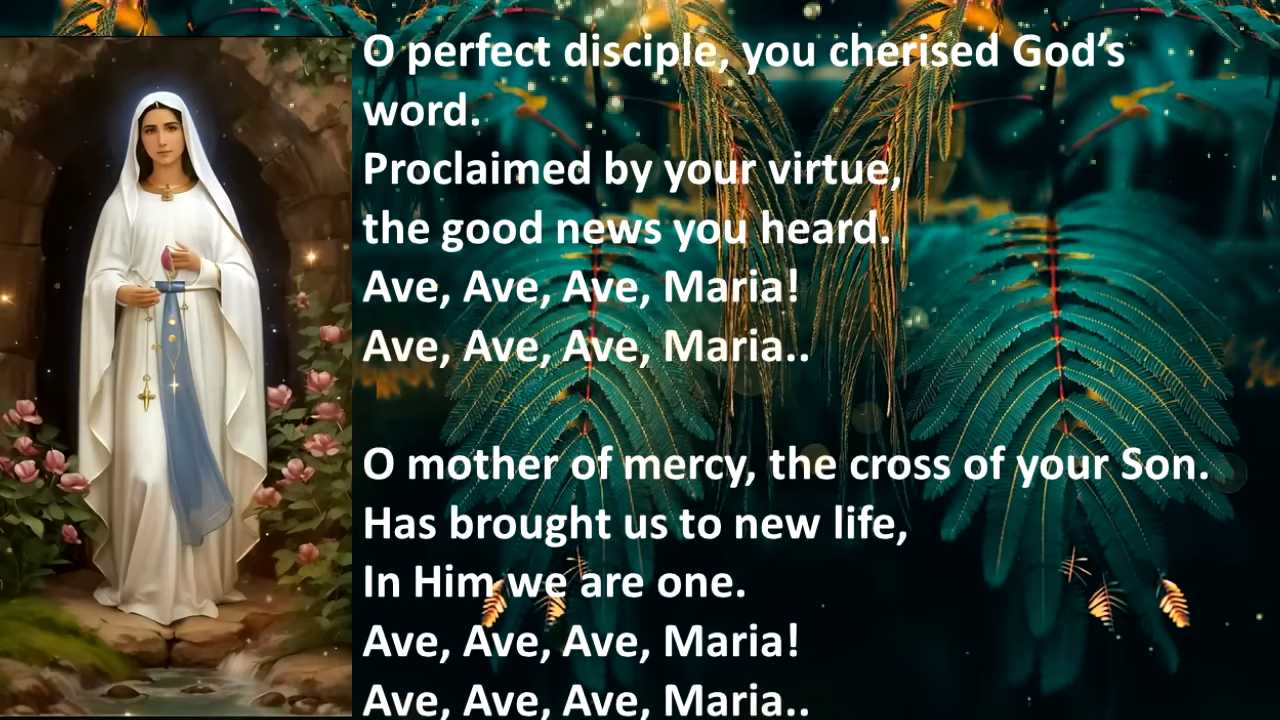 O perfect disciple, you cherised God’s
word.
Proclaimed by your virtue,
the good news you heard.
Ave, Ave, Ave, Maria!
Ave, Ave, Ave, Maria..
O mother of mercy, the cross of your Son.
Has brought us to new life,
In Him we are one.
Ave, Ave, Ave, Maria!
Ave, Ave, Ave, Maria..